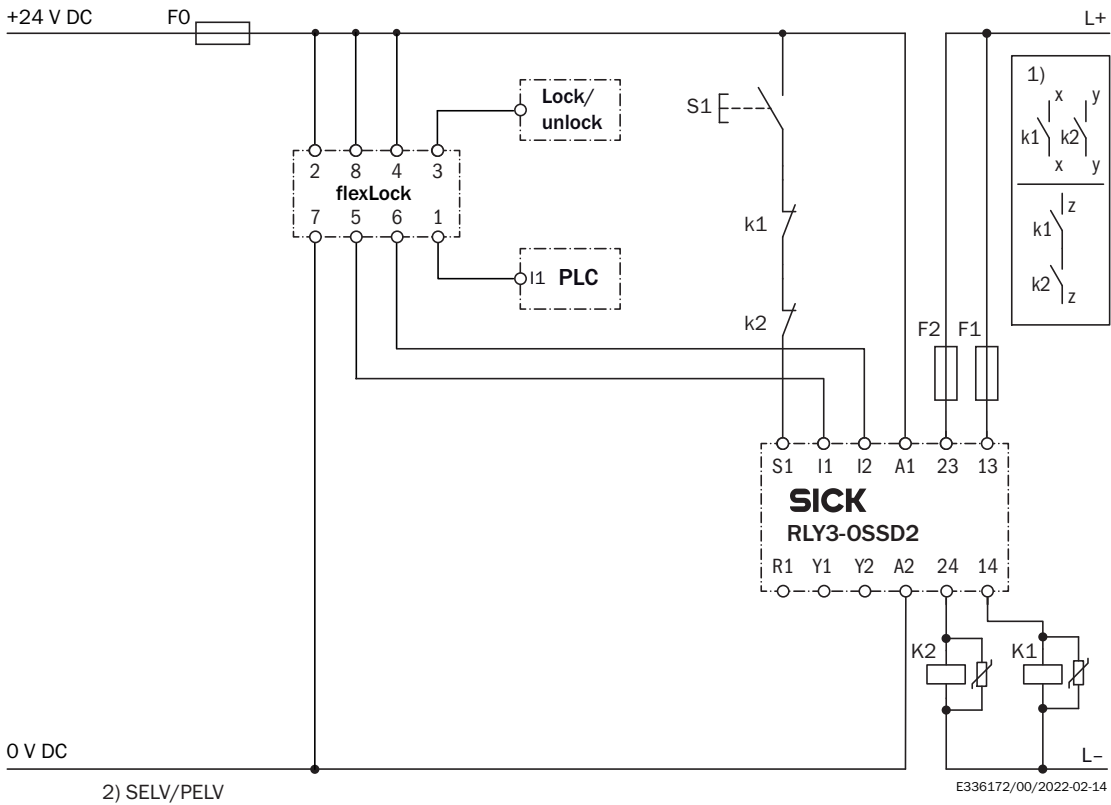 +24 V DC
F0
L+
1)
x y
k1 k2
x y
z
k1
k2
z
Lock/
unlock
S1
2 8 4 3
flexLock
7 5 6 1
k1
I1 PLC
k2
F2 F1
S1 I1 I2 A1 23 13
SICK
RLY3-OSSD2
R1 Y1 Y2 A2 24 14
K2 K1
0 V DC
L–
2) SELV/PELV
E336172/00/2022-02-14